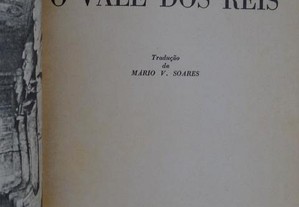 O VALE DOS REIS
Tradução
de
MÁRIO V. SOARES